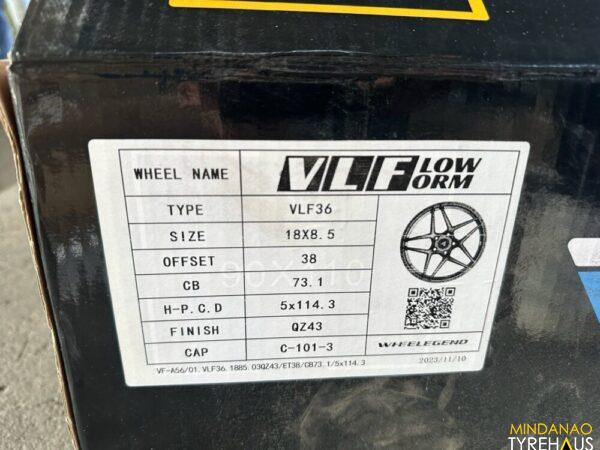 WHEEL NAME VLF LOW FORM
TYPE VLF36
SIZE 18X8.5
OFFSET 38
CB 73.1
H-P.C.D 5x114.3
FINISH QZ43
CAP C-101-3
WHEELEGEND 2023/11/10
VF-A56/01.VLF36.1885.03QZ43/ET38/CB73.1/5x114.3
MINDANAO
TYREHAUS